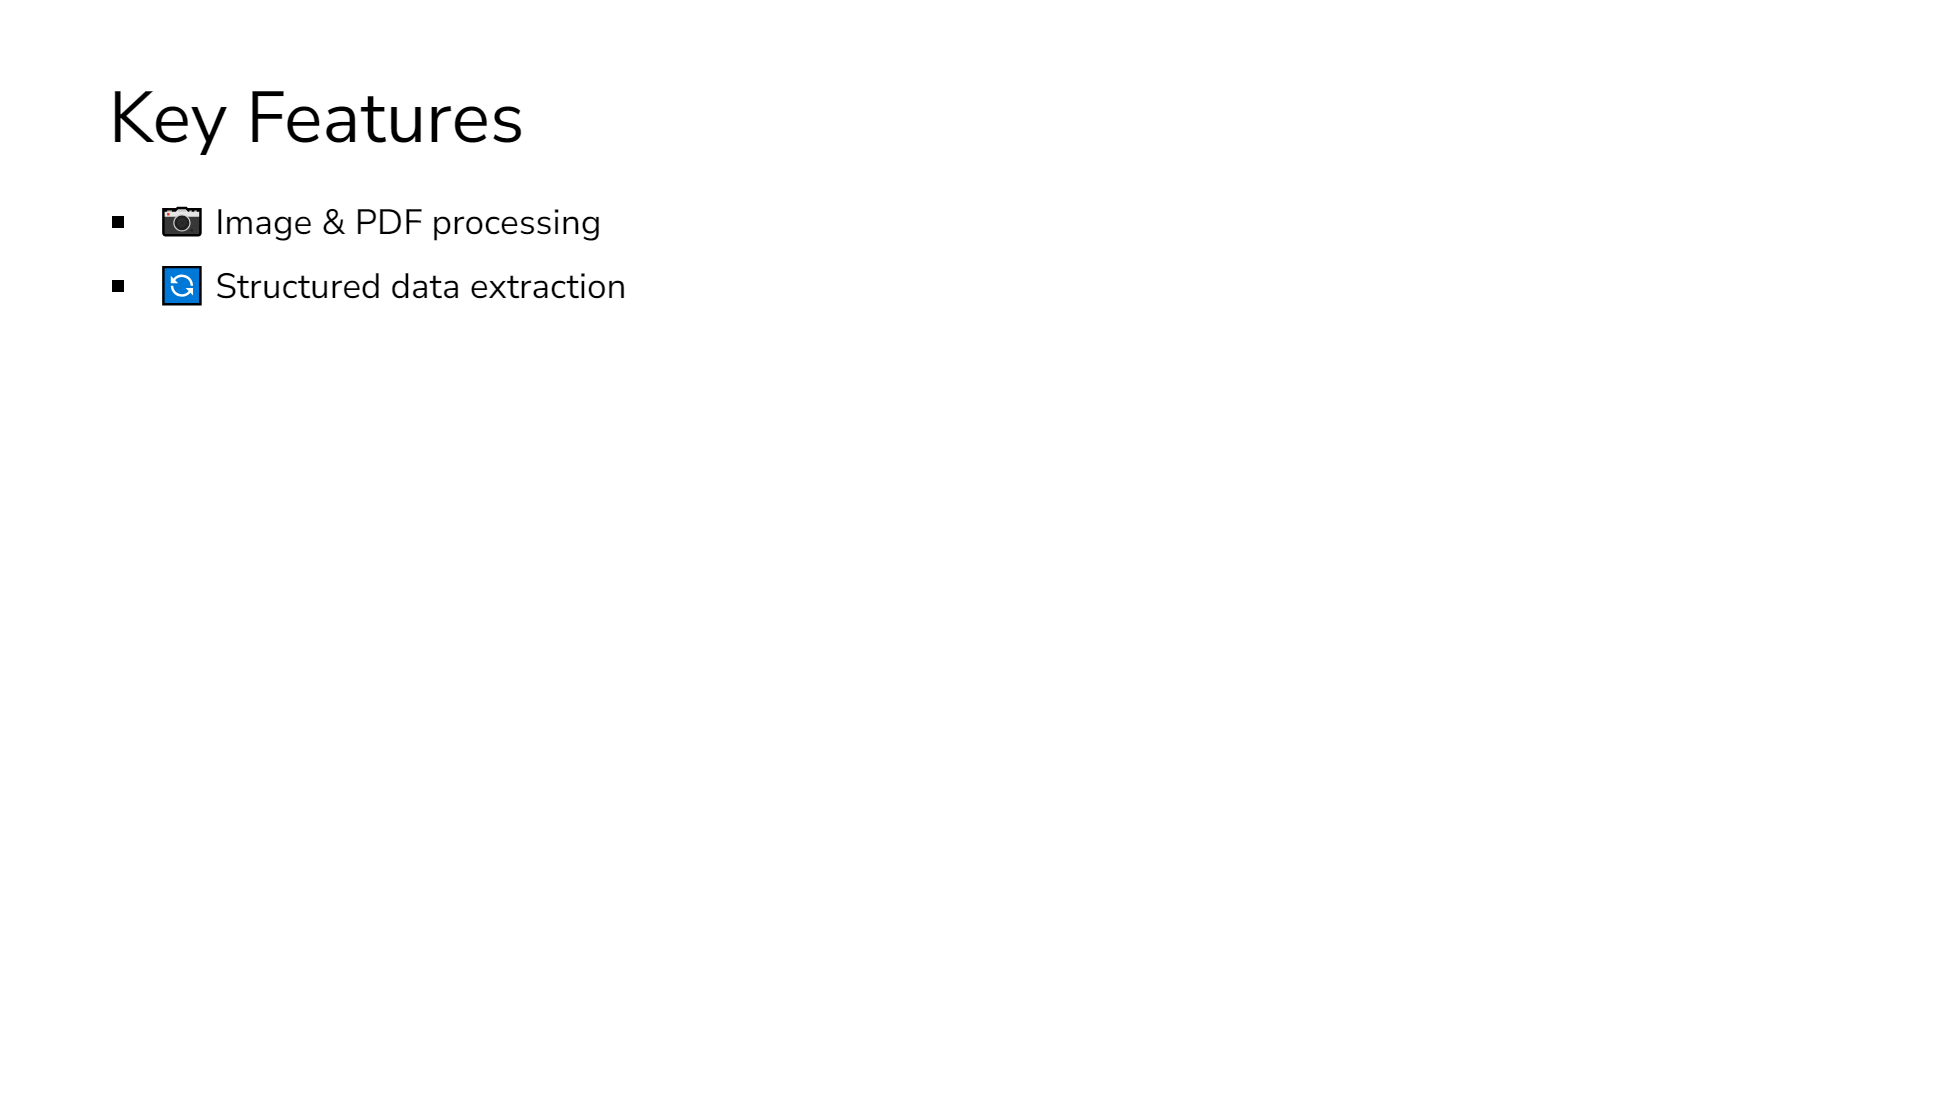 Key Features
▪ 📷 Image & PDF processing
▪ 🔄 Structured data extraction